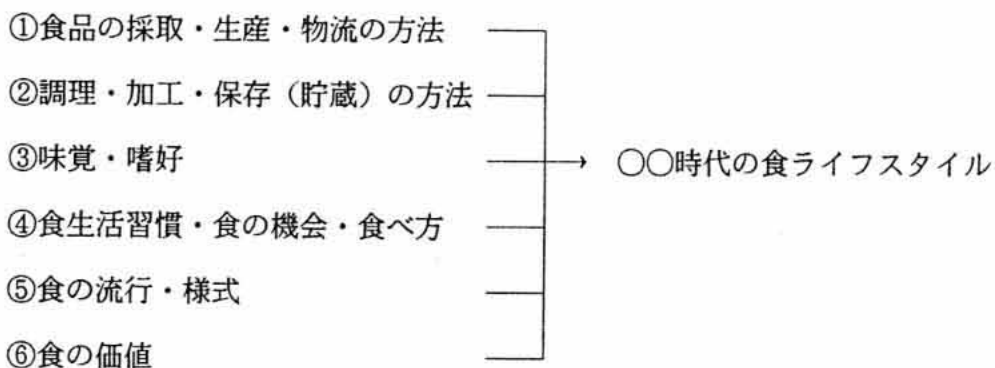 ①食品の採取・生産・物流の方法
②調理・加工・保存（貯蔵）の方法
③味覚・嗜好
○○時代の食ライフスタイル
④食生活習慣・食の機会・食べ方
⑤食の流行・様式
⑥食の価値